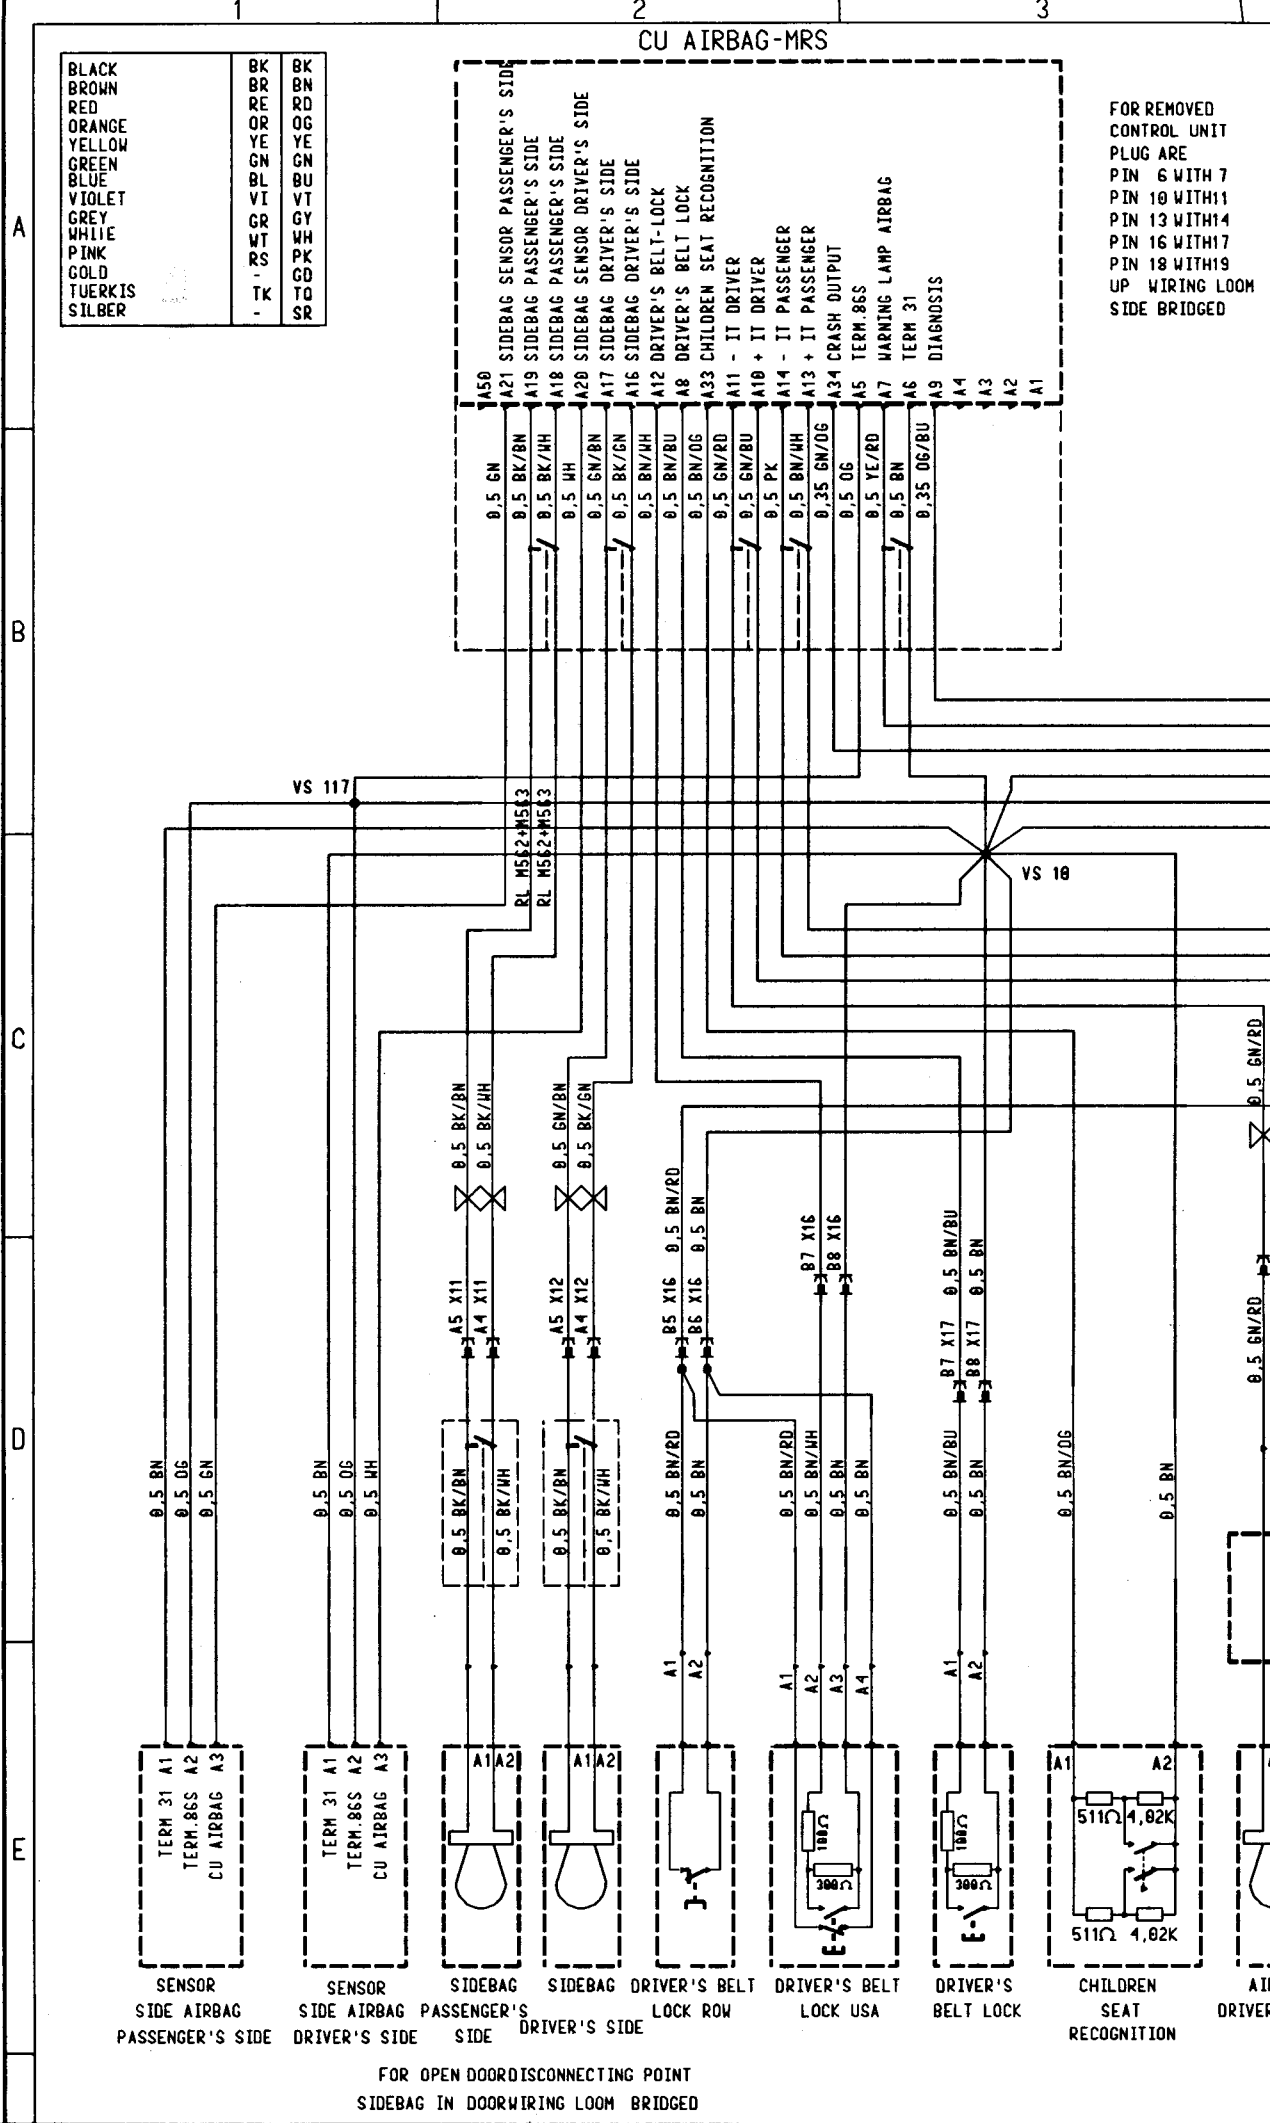 1 2 3
CU AIRBAG-MRS
BLACK BK BK
BROWN BR BN
RED RE RD
ORANGE OR OG
YELLOW YE YE
GREEN GN GN
BLUE BL BU
VIOLET VI VT
GREY GR GY
WHITE WT WH
PINK RS PK
GOLD - GD
TUERKIS TK TQ
SILBER - SR
FOR REMOVED
CONTROL UNIT
PLUG ARE
PIN 6 WITH 7
PIN 10 WITH11
PIN 13 WITH14
PIN 16 WITH17
PIN 18 WITH19
UP WIRING LOOM
SIDE BRIDGED
A
A50
A21 SIDEBAG SENSOR PASSENGER'S SIDE
A19 SIDEBAG PASSENGER'S SIDE
A18 SIDEBAG PASSENGER'S SIDE
A20 SIDEBAG SENSOR DRIVER'S SIDE
A17 SIDEBAG DRIVER'S SIDE
A16 SIDEBAG DRIVER'S SIDE
A12 DRIVER'S BELT-LOCK
A8 DRIVER'S BELT LOCK
A33 CHILDREN SEAT RECOGNITION
A11 - IT DRIVER
A10 + IT DRIVER
A14 - IT PASSENGER
A13 + IT PASSENGER
A34 CRASH OUTPUT
A5 TERM.86S
A7 WARNING LAMP AIRBAG
A6 TERM 31
A9 DIAGNOSIS
A4
A3
A2
A1
0,5 GN
0,5 BK/BN
0,5 BK/WH
0,5 WH
0,5 GN/BN
0,5 BK/GN
0,5 BN/WH
0,5 BN/BU
0,5 BN/OG
0,5 GN/RD
0,5 GN/BU
0,5 PK
0,5 BN/WH
0,35 GN/OG
0,5 OG
0,5 YE/RD
0,5 BN
0,35 OG/BU
B
VS 117
RL M562+M563
RL M562+M563
VS 10
C
0,5 BK/BN
0,5 BK/WH
0,5 GN/BN
0,5 BK/GN
0,5 GN/RD
0,5 BN/RD
0,5 BN
B7 X16
B8 X16
0,5 BN/BU
0,5 BN
A5 X11
A4 X11
A5 X12
A4 X12
B5 X16
B6 X16
B7 X17
B8 X17
0,5 GN/RD
D
0,5 BN
0,5 OG
0,5 GN
0,5 BN
0,5 OG
0,5 WH
0,5 BK/BN
0,5 BK/WH
0,5 BK/BN
0,5 BK/WH
0,5 BN/RD
0,5 BN
0,5 BN/RD
0,5 BN/WH
0,5 BN
0,5 BN
0,5 BN/BU
0,5 BN
0,5 BN/OG
0,5 BN
A1 A2 A1 A2 A3 A4 A1 A2
E
TERM 31 A1
TERM.86S A2
CU AIRBAG A3
TERM 31 A1
TERM.86S A2
CU AIRBAG A3
A1 A2
A1 A2
A1 A2
100Ω
300Ω
100Ω
300Ω
511Ω 4,02K
511Ω 4,02K
SENSOR
SIDE AIRBAG
PASSENGER'S SIDE
SENSOR
SIDE AIRBAG
DRIVER'S SIDE
SIDEBAG
PASSENGER'S
SIDE
SIDEBAG
DRIVER'S SIDE
DRIVER'S BELT
LOCK ROW
DRIVER'S BELT
LOCK USA
DRIVER'S
BELT LOCK
CHILDREN
SEAT
RECOGNITION
AI
DRIVER
FOR OPEN DOORDISCONNECTING POINT
SIDEBAG IN DOORWIRING LOOM BRIDGED